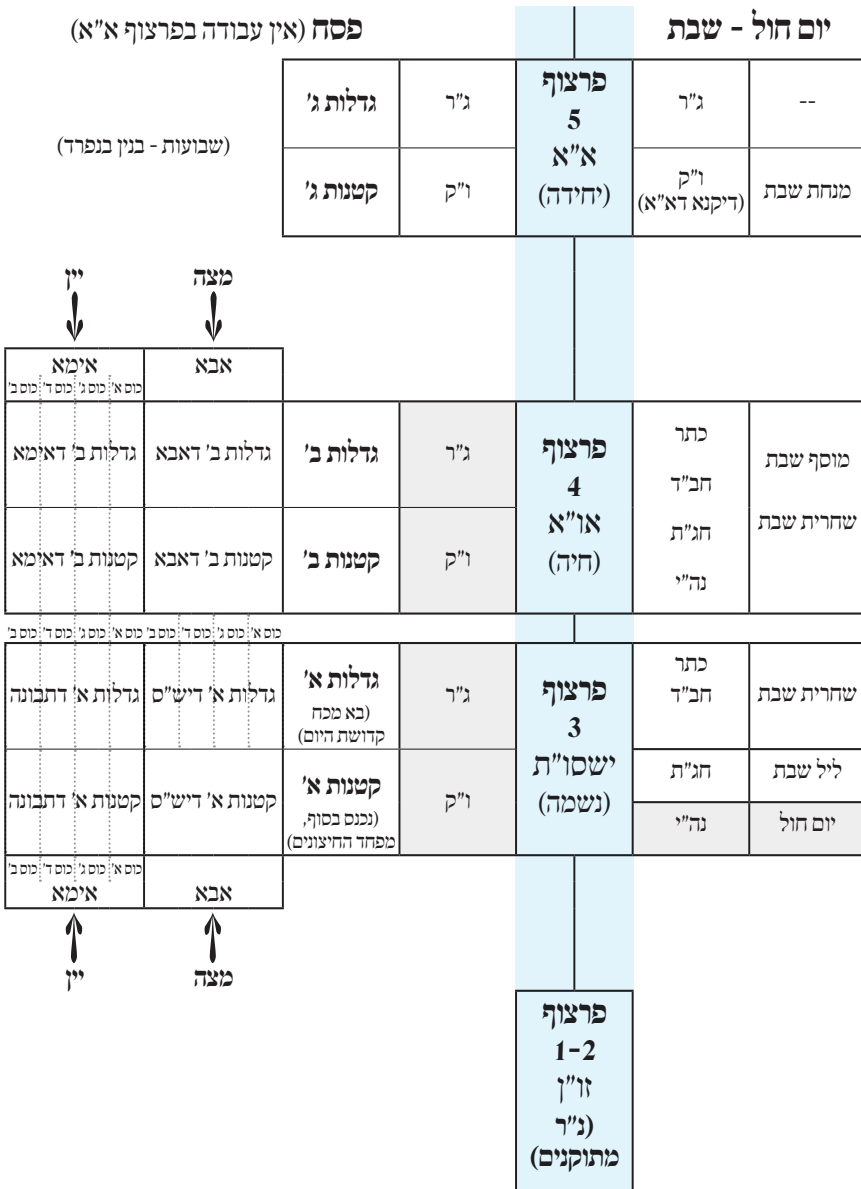 יום חול - שבת
פסח (אין עבודה בפרצוף א"א)
--
ג"ר
פרצוף
5
א"א
(יחידה)
ג"ר
גדלות ג'
(שבועות - בנין בנפרד)
מנחת שבת
ו"ק
(דיקנא דא"א)
ו"ק
קטנות ג'
מצה
יין
אבא
אימא
כוס א' כוס ג' כוס ד' כוס ב'
מוסף שבת
שחרית שבת
כתר
חב"ד
חג"ת
נה"י
פרצוף
4
או"א
(חיה)
ג"ר
גדלות ב'
גדלות ב' דאבא
גדלות ב' דאימא
ו"ק
קטנות ב'
קטנות ב' דאבא
קטנות ב' דאימא
כוס א' כוס ג' כוס ד' כוס ב' כוס א' כוס ג' כוס ד' כוס ב'
שחרית שבת
כתר
חב"ד
ליל שבת
חג"ת
יום חול
נה"י
פרצוף
3
ישסו"ת
(נשמה)
ג"ר
גדלות א'
(בא מכח
קדושת היום)
גדלות א' דיש"ס
גדלות א' דתבונה
ו"ק
קטנות א'
(נכנס בסוף,
מפחד החיצונים)
קטנות א' דיש"ס
קטנות א' דתבונה
כוס א' כוס ג' כוס ד' כוס ב'
אבא
אימא
מצה
יין
פרצוף
1-2
זו"ן
(נ"ר
מתוקנים)